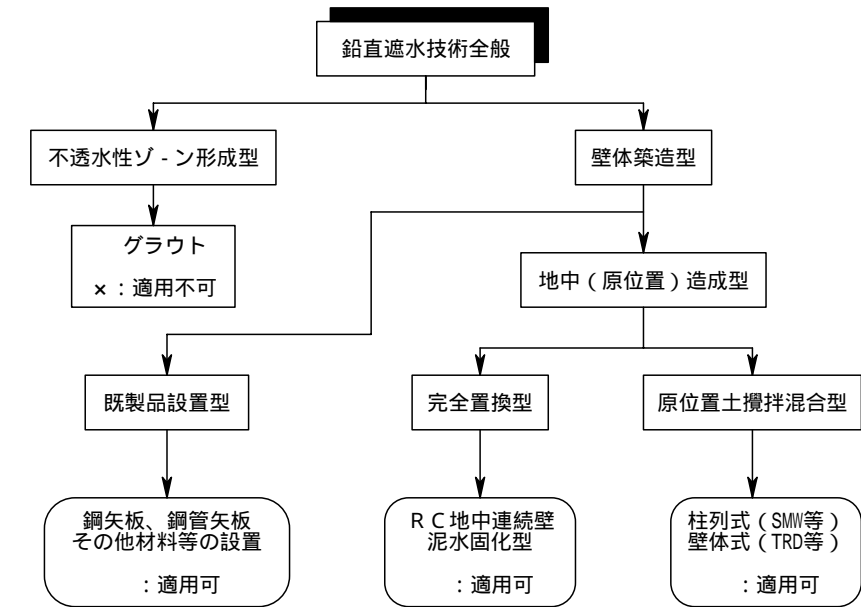 鉛直遮水技術全般
不透水性ゾ-ン形成型
壁体築造型
グラウト
×：適用不可
地中（原位置）造成型
既製品設置型
完全置換型
原位置土攪拌混合型
鋼矢板、鋼管矢板
その他材料等の設置
：適用可
ＲＣ地中連続壁
泥水固化型
：適用可
柱列式（SMW等）
壁体式（TRD等）
：適用可